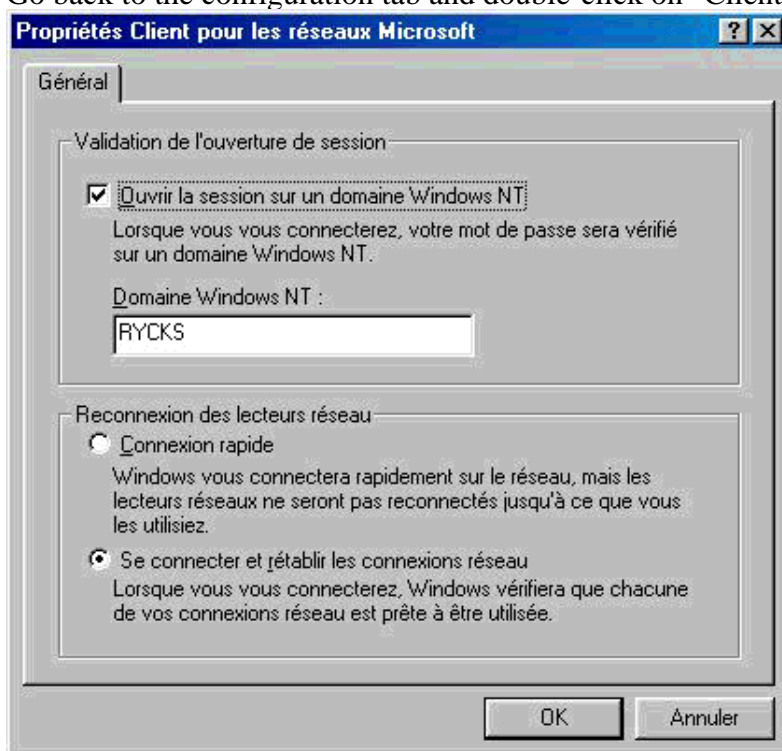 Go back to the configuration tab and double-click on "Client
Propriétés Client pour les réseaux Microsoft
Général
Validation de l'ouverture de session
Ouvrir la session sur un domaine Windows NT
Lorsque vous vous connecterez, votre mot de passe sera vérifié
sur un domaine Windows NT.
Domaine Windows NT :
RYCKS
Reconnexion des lecteurs réseau
Connexion rapide
Windows vous connectera rapidement sur le réseau, mais les
lecteurs réseaux ne seront pas reconnectés jusqu'à ce que vous
les utilisiez.
Se connecter et rétablir les connexions réseau
Lorsque vous vous connecterez, Windows vérifiera que chacune
de vos connexions réseau est prête à être utilisée.
OK
Annuler